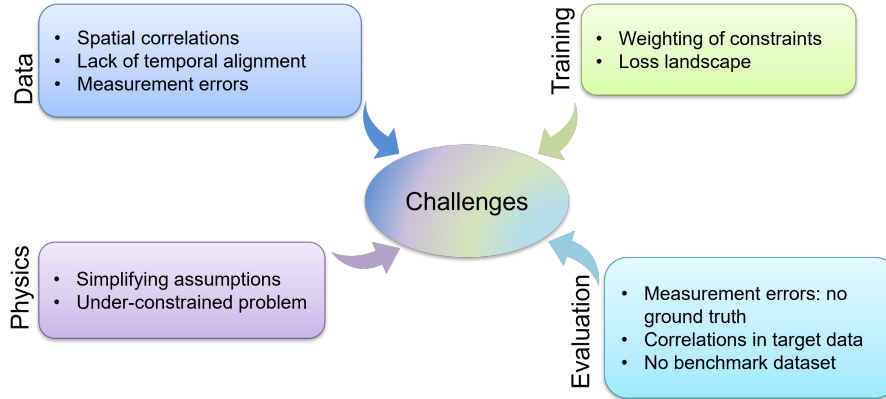 Data
• Spatial correlations
• Lack of temporal alignment
• Measurement errors
Training
• Weighting of constraints
• Loss landscape
Challenges
Physics
• Simplifying assumptions
• Under-constrained problem
Evaluation
• Measurement errors: no
ground truth
• Correlations in target data
• No benchmark dataset